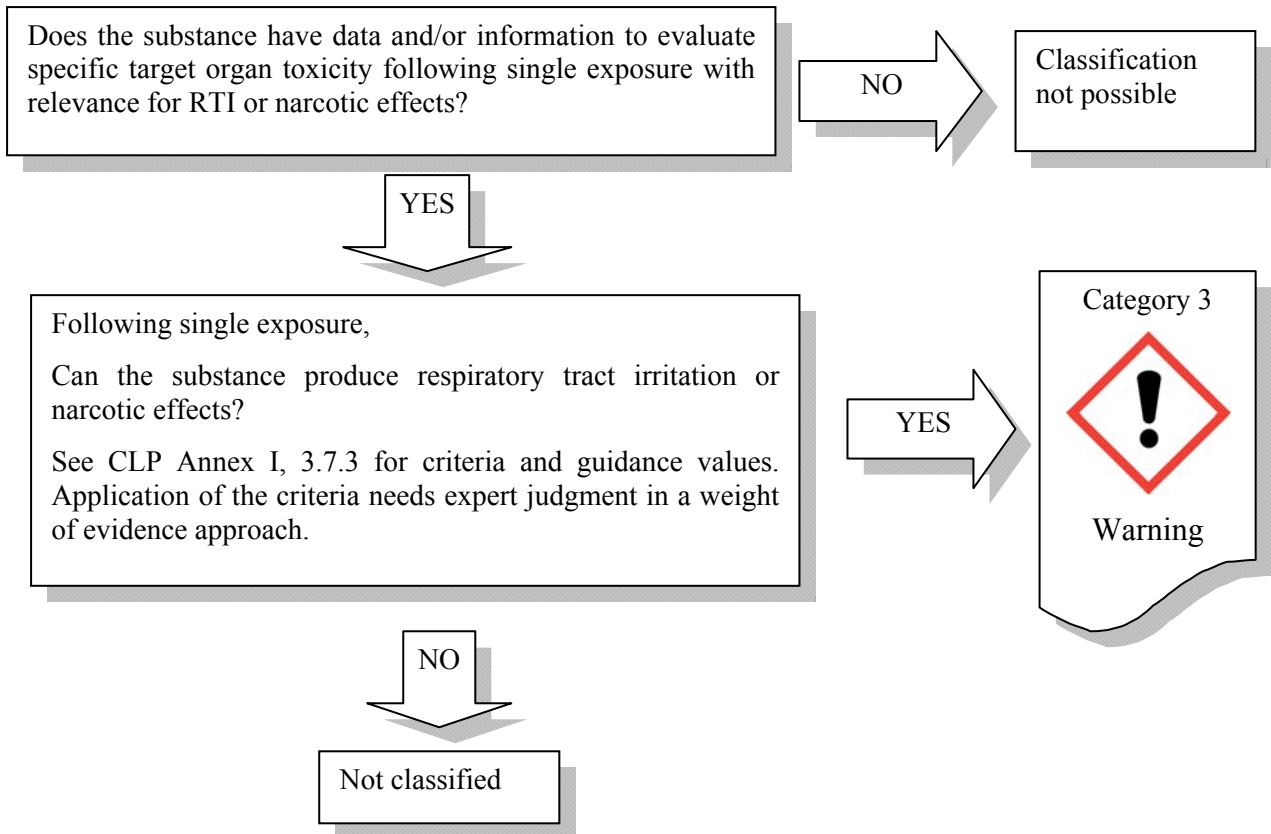 Does the substance have data and/or information to evaluate
specific target organ toxicity following single exposure with
relevance for RTI or narcotic effects?
NO
Classification
not possible
YES
Following single exposure,
Can the substance produce respiratory tract irritation or
narcotic effects?
See CLP Annex I, 3.7.3 for criteria and guidance values.
Application of the criteria needs expert judgment in a weight
of evidence approach.
YES
Category 3
Warning
NO
Not classified